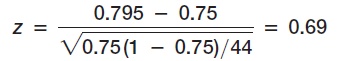 z = (0.795 − 0.75) / √(0.75(1 − 0.75)/44) = 0.69